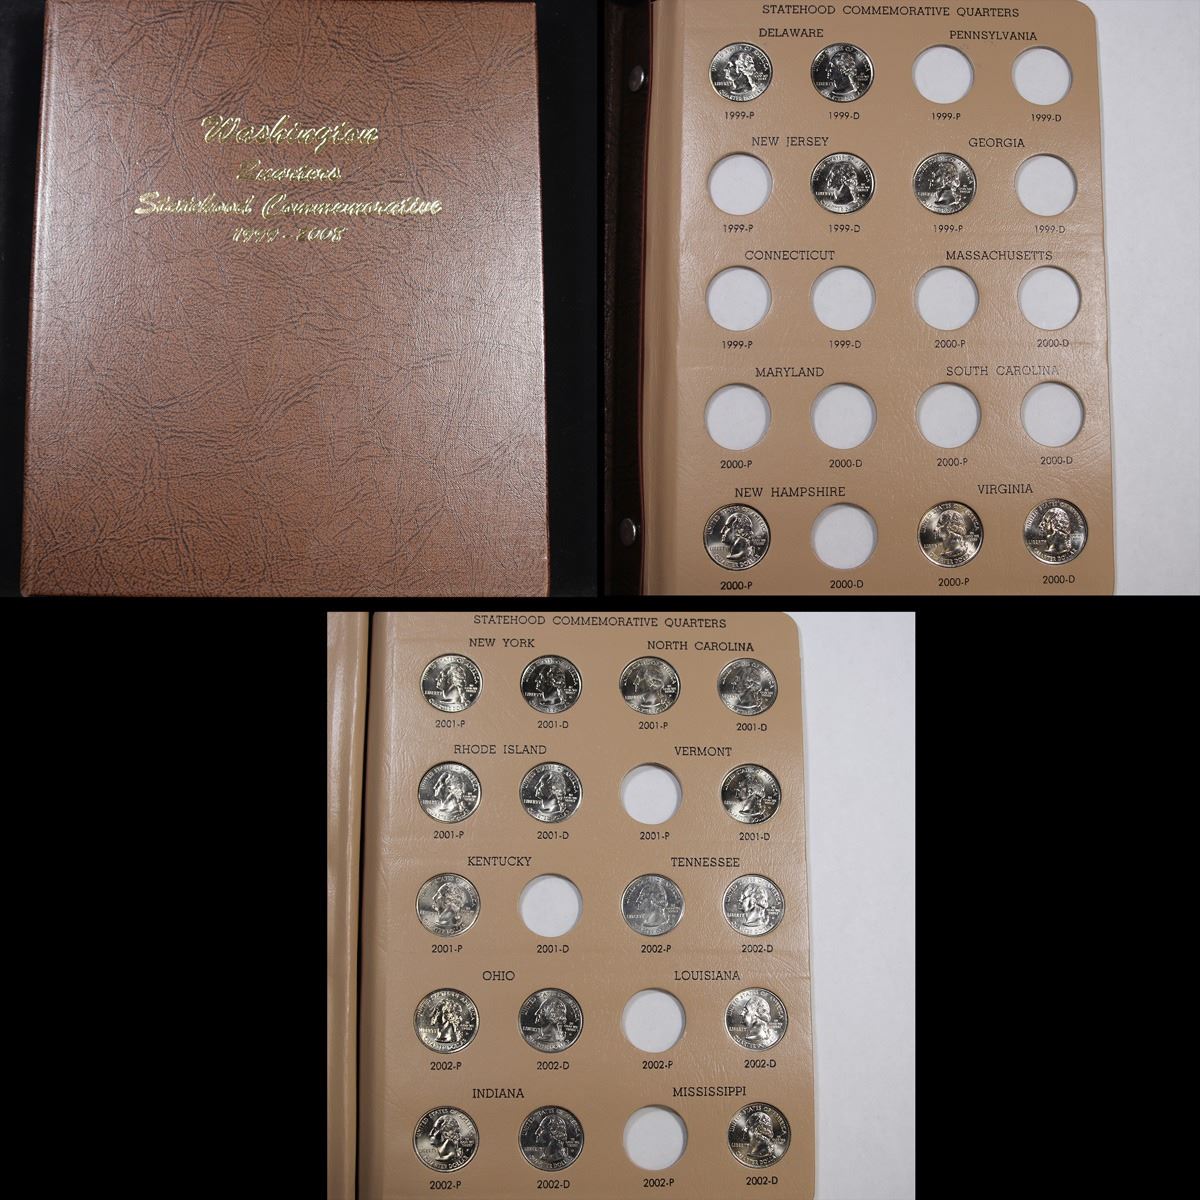 Washington
Quarters
Statehood Commemorative
1999 - 2008
STATEHOOD COMMEMORATIVE QUARTERS
DELAWARE PENNSYLVANIA
1999-P 1999-D 1999-P 1999-D
NEW JERSEY GEORGIA
1999-P 1999-D 1999-P 1999-D
CONNECTICUT MASSACHUSETTS
1999-P 1999-D 2000-P 2000-D
MARYLAND SOUTH CAROLINA
2000-P 2000-D 2000-P 2000-D
NEW HAMPSHIRE VIRGINIA
2000-P 2000-D 2000-P 2000-D
STATEHOOD COMMEMORATIVE QUARTERS
NEW YORK NORTH CAROLINA
2001-P 2001-D 2001-P 2001-D
RHODE ISLAND VERMONT
2001-P 2001-D 2001-P 2001-D
KENTUCKY TENNESSEE
2001-P 2001-D 2002-P 2002-D
OHIO LOUISIANA
2002-P 2002-D 2002-P 2002-D
INDIANA MISSISSIPPI
2002-P 2002-D 2002-P 2002-D